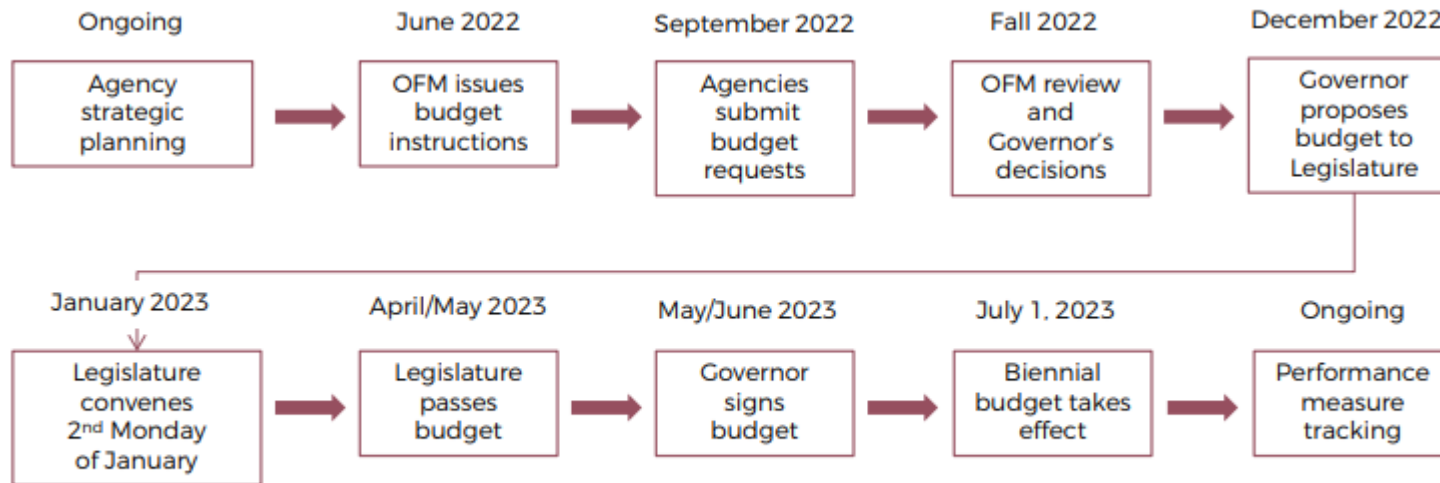 Ongoing
Agency
strategic
planning
June 2022
OFM issues
budget
instructions
September 2022
Agencies
submit
budget
requests
Fall 2022
OFM review
and
Governor's
decisions
December 2022
Governor
proposes
budget to
Legislature
January 2023
Legislature
convenes
2nd Monday
of January
April/May 2023
Legislature
passes
budget
May/June 2023
Governor
signs
budget
July 1, 2023
Biennial
budget takes
effect
Ongoing
Performance
measure
tracking